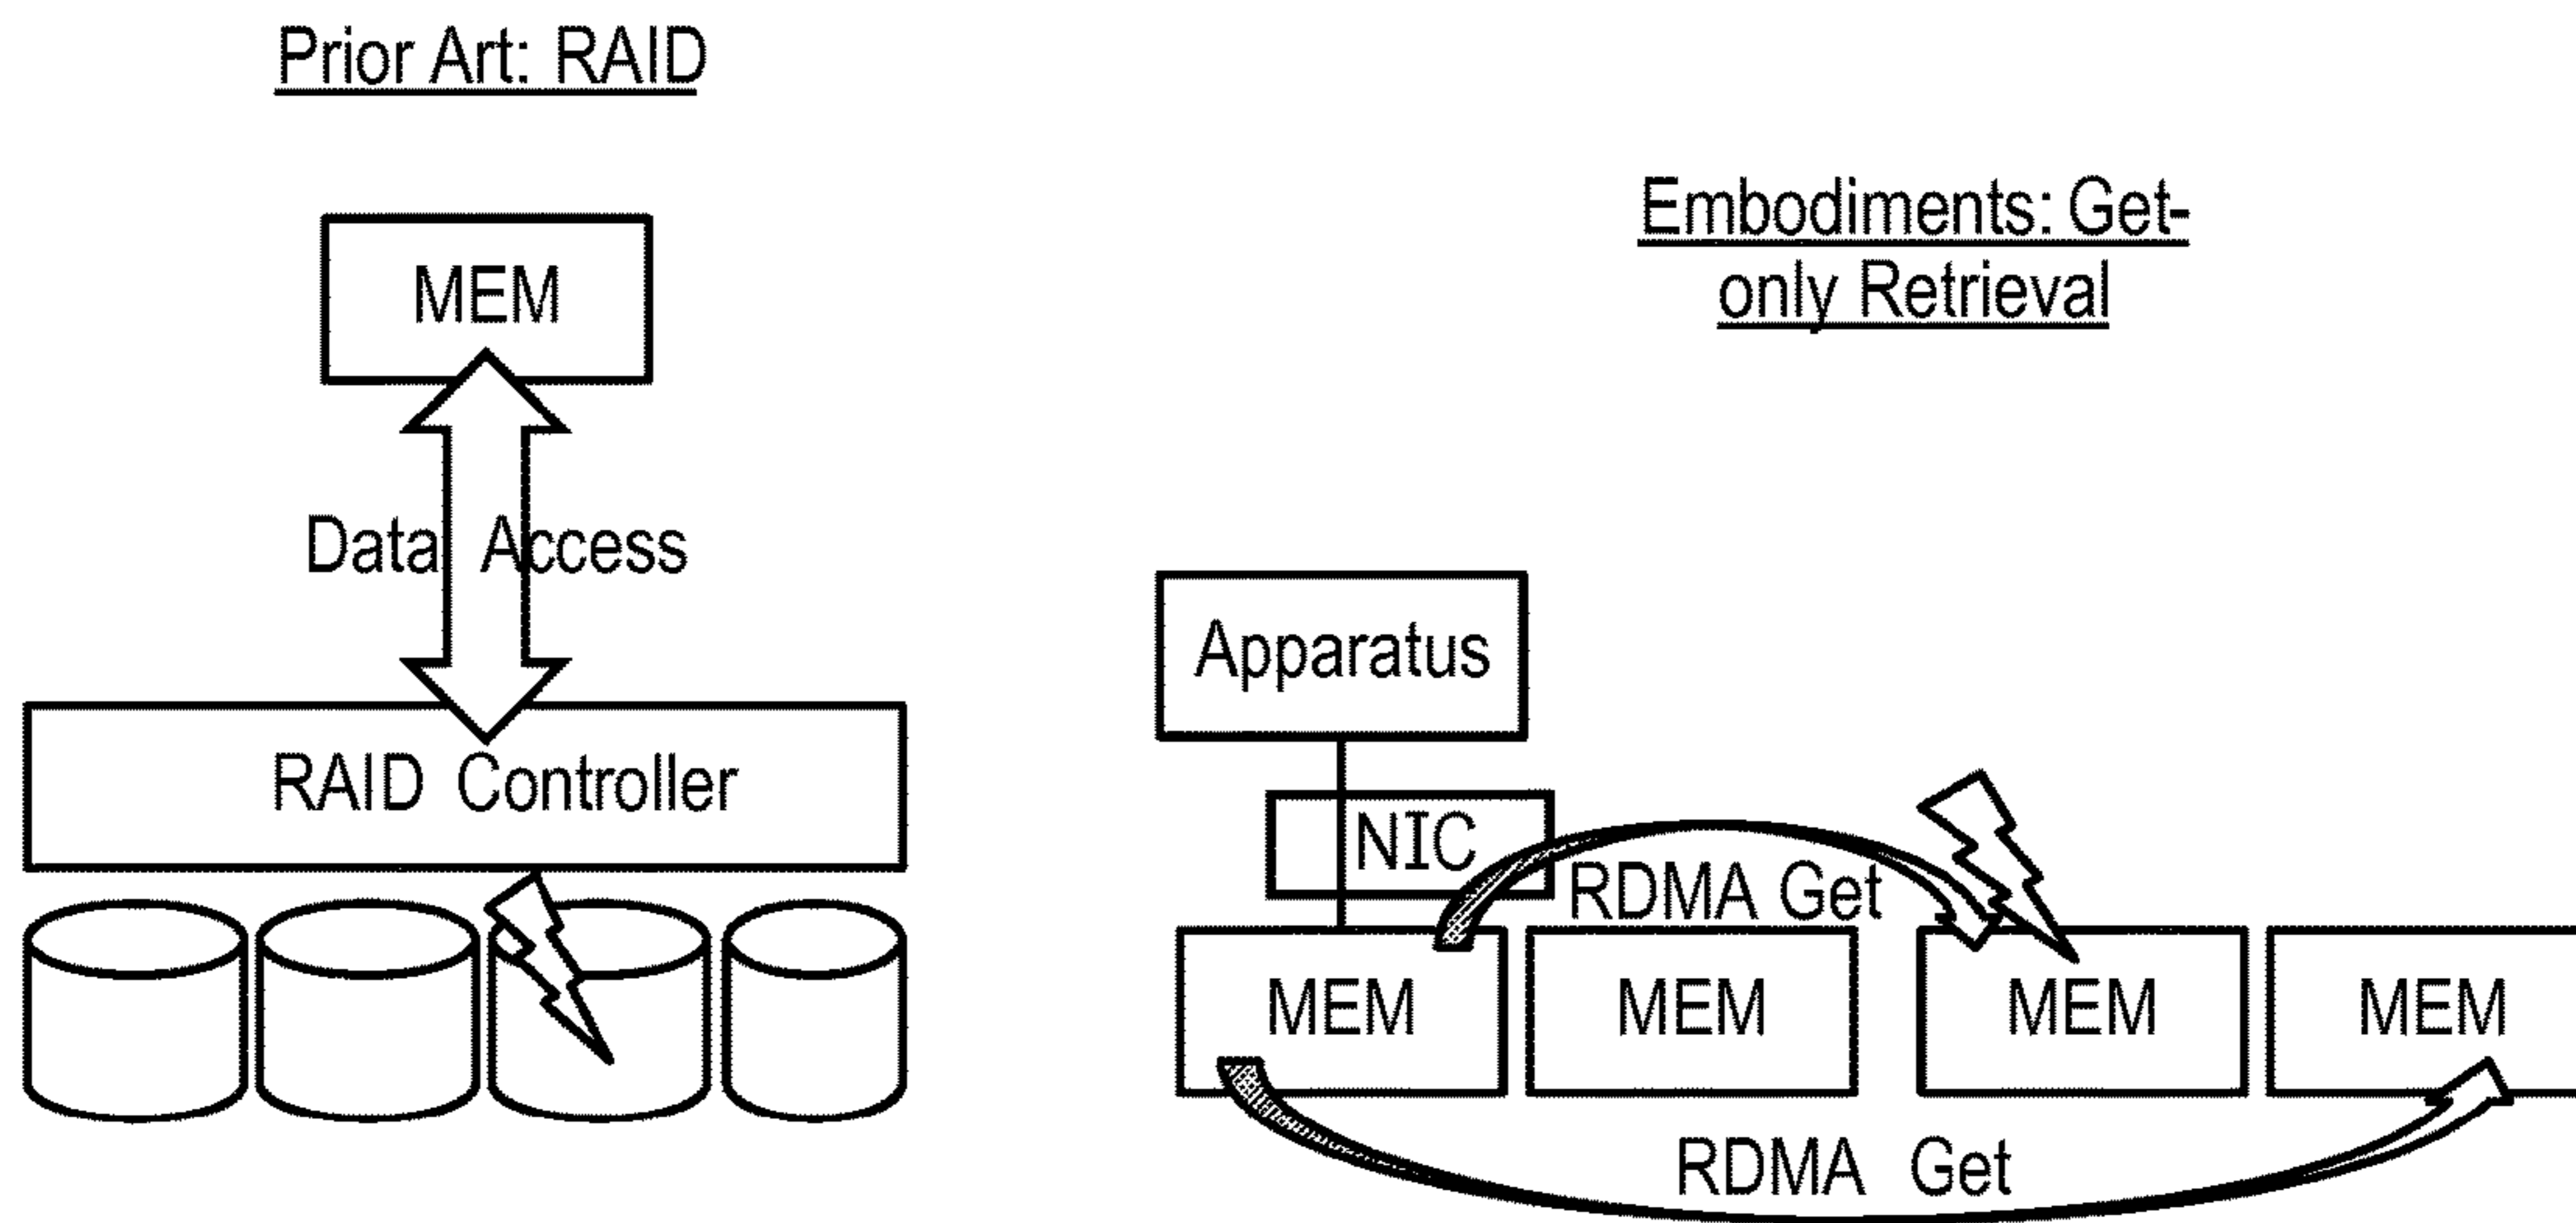 Prior Art: RAID
MEM
Data Access
RAID Controller
Embodiments: Get-
only Retrieval
Apparatus
NIC
RDMA Get
MEM MEM MEM MEM
RDMA Get